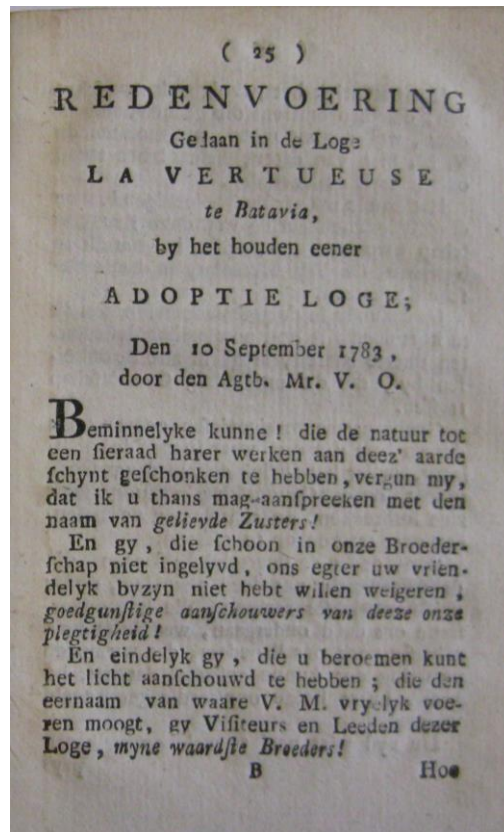 ( 25 )
REDENVOERING
Gedaan in de Loge
LA VERTUEUSE
te Batavia,
by het houden eener
ADOPTIE LOGE;
Den 10 September 1783,
door den Agtb. Mr. V. O.
Beminnelyke kunne! die de natuur tot
een ſieraad harer werken aan deez' aarde
ſchynt geſchonken te hebben, vergun my,
dat ik u thans mag aanſpreeken met den
naam van gelievde Zusters!
En gy, die ſchoon in onze Broeder-
ſchap niet ingelyvd, ons egter uw vrien-
delyk byzyn niet hebt willen weigeren,
goedgunſtige aanſchouwers van deeze onze
plegtigheid!
En eindelyk gy, die u beroemen kunt
het licht aanſchouwd te hebben; die den
eernaam van waare V. M. vryelyk voe-
ren moogt, gy Viſiteurs en Leeden dezer
Loge, myne waardſte Broeders!
B Hoe